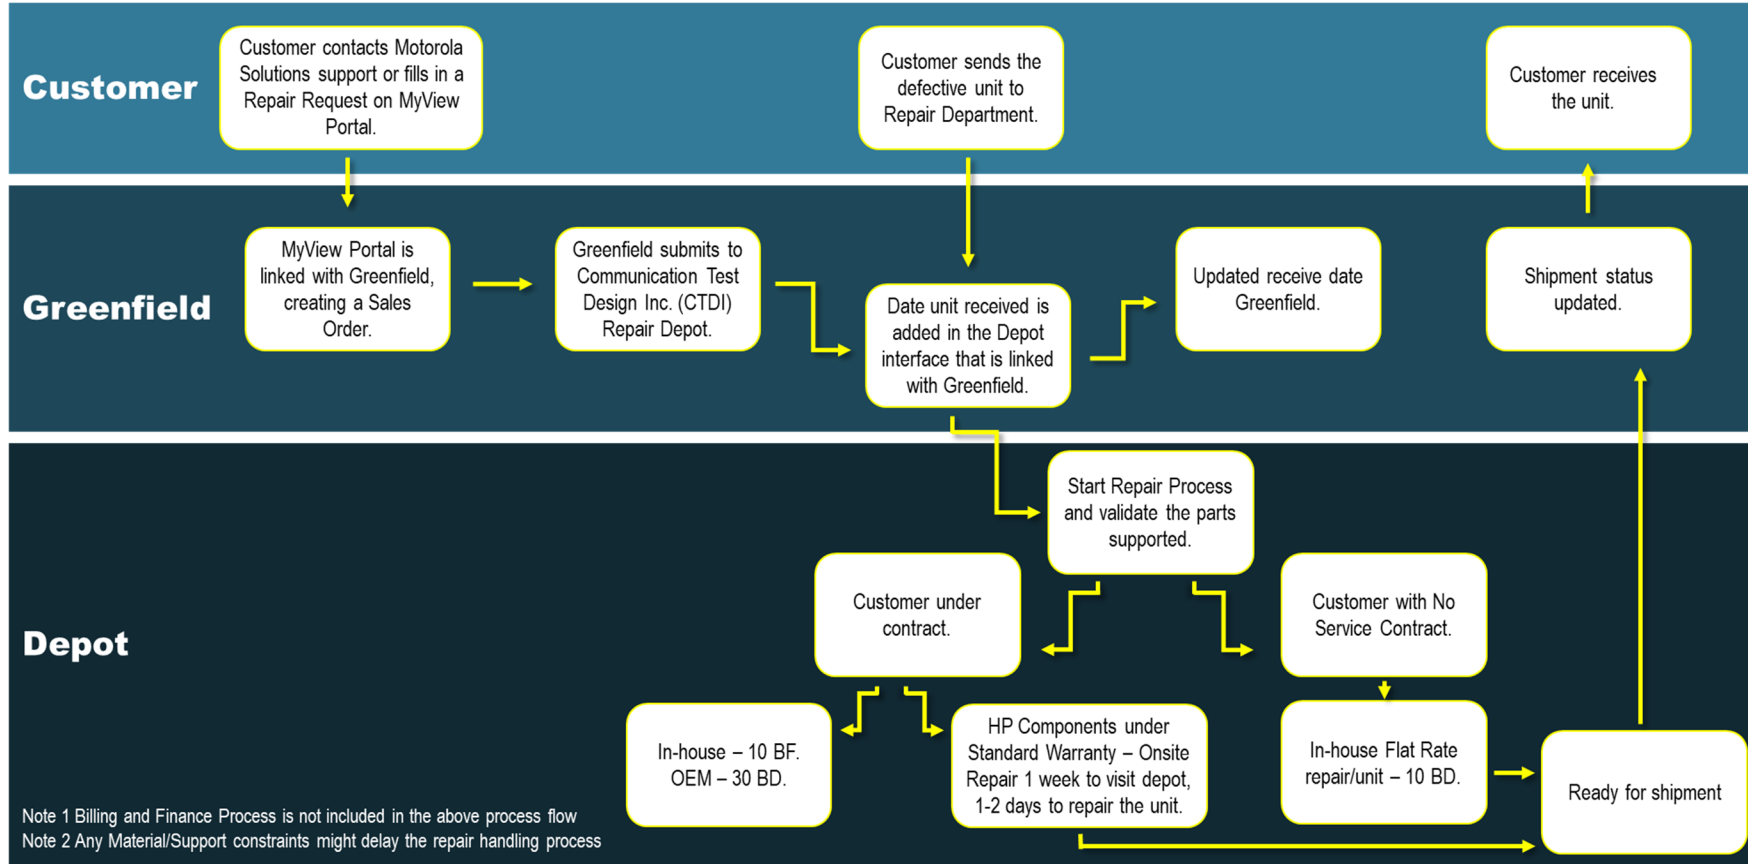 Customer
Customer contacts Motorola
Solutions support or fills in a
Repair Request on MyView
Portal.
Customer sends the
defective unit to
Repair Department.
Customer receives
the unit.
Greenfield
MyView Portal is
linked with Greenfield,
creating a Sales
Order.
Greenfield submits to
Communication Test
Design Inc. (CTDI)
Repair Depot.
Date unit received is
added in the Depot
interface that is linked
with Greenfield.
Updated receive date
Greenfield.
Shipment status
updated.
Depot
Start Repair Process
and validate the parts
supported.
Customer under
contract.
Customer with No
Service Contract.
In-house – 10 BF.
OEM – 30 BD.
HP Components under
Standard Warranty – Onsite
Repair 1 week to visit depot,
1-2 days to repair the unit.
In-house Flat Rate
repair/unit – 10 BD.
Ready for shipment
Note 1 Billing and Finance Process is not included in the above process flow
Note 2 Any Material/Support constraints might delay the repair handling process